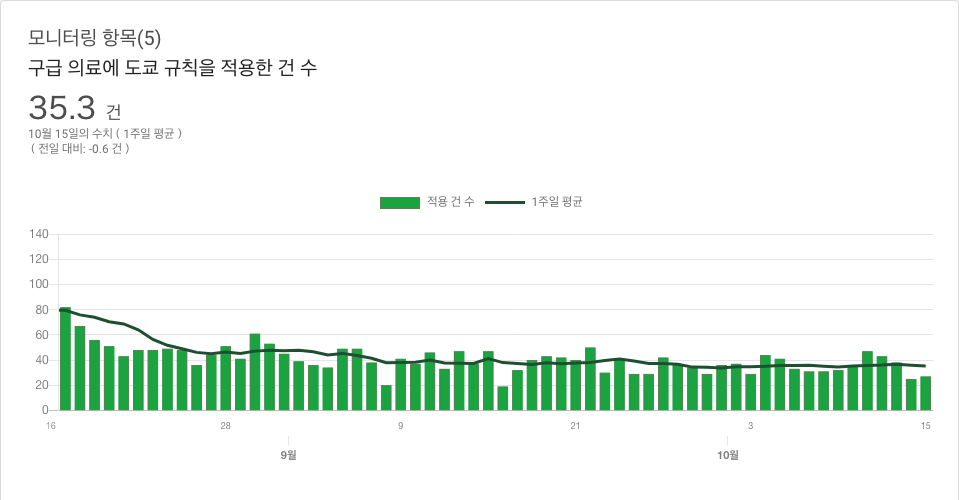 모니터링 항목(5)
구급 의료에 도쿄 규칙을 적용한 건 수
35.3 건
10월 15일의 수치 ( 1주일 평균 )
( 전일 대비: -0.6 건 )
적용 건 수 1주일 평균
140
120
100
80
60
40
20
0
16 28 9 21 3 15
9월 10월